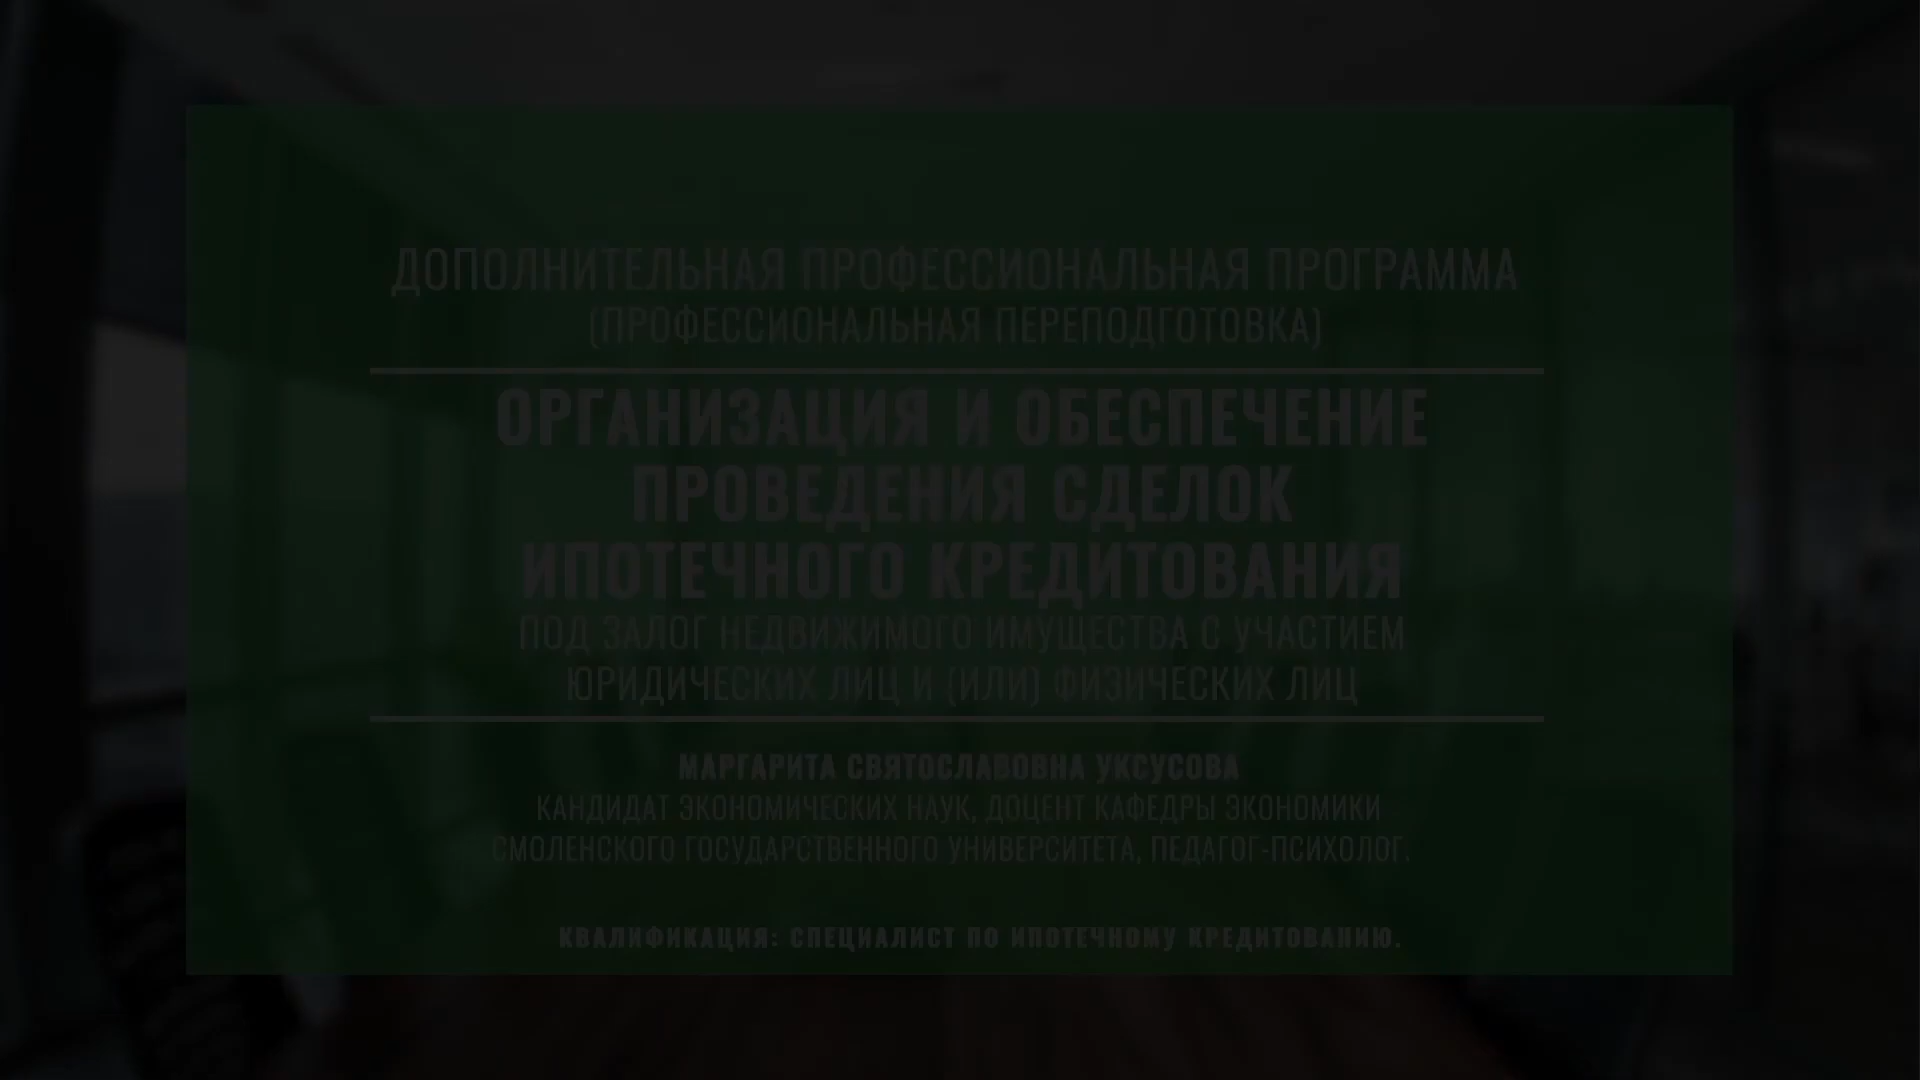 ДОПОЛНИТЕЛЬНАЯ ПРОФЕССИОНАЛЬНАЯ ПРОГРАММА
(ПРОФЕССИОНАЛЬНАЯ ПЕРЕПОДГОТОВКА)
ОРГАНИЗАЦИЯ И ОБЕСПЕЧЕНИЕ
ПРОВЕДЕНИЯ СДЕЛОК
ИПОТЕЧНОГО КРЕДИТОВАНИЯ
ПОД ЗАЛОГ НЕДВИЖИМОГО ИМУЩЕСТВА С УЧАСТИЕМ
ЮРИДИЧЕСКИХ ЛИЦ И (ИЛИ) ФИЗИЧЕСКИХ ЛИЦ
МАРГАРИТА СВЯТОСЛАВОВНА УКСУСОВА
КАНДИДАТ ЭКОНОМИЧЕСКИХ НАУК, ДОЦЕНТ КАФЕДРЫ ЭКОНОМИКИ
СМОЛЕНСКОГО ГОСУДАРСТВЕННОГО УНИВЕРСИТЕТА, ПЕДАГОГ-ПСИХОЛОГ.
КВАЛИФИКАЦИЯ: СПЕЦИАЛИСТ ПО ИПОТЕЧНОМУ КРЕДИТОВАНИЮ.